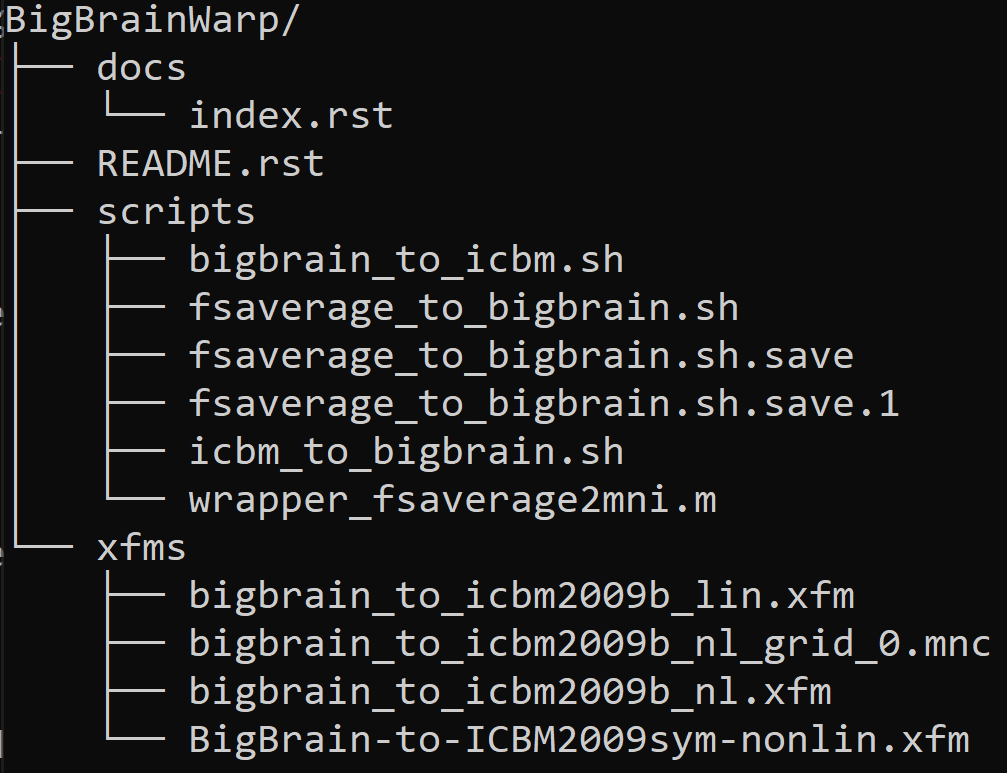 BigBrainWarp/
├── docs
│   └── index.rst
├── README.rst
├── scripts
│   ├── bigbrain_to_icbm.sh
│   ├── fsaverage_to_bigbrain.sh
│   ├── fsaverage_to_bigbrain.sh.save
│   ├── fsaverage_to_bigbrain.sh.save.1
│   ├── icbm_to_bigbrain.sh
│   └── wrapper_fsaverage2mni.m
└── xfms
    ├── bigbrain_to_icbm2009b_lin.xfm
    ├── bigbrain_to_icbm2009b_nl_grid_0.mnc
    ├── bigbrain_to_icbm2009b_nl.xfm
    └── BigBrain-to-ICBM2009sym-nonlin.xfm